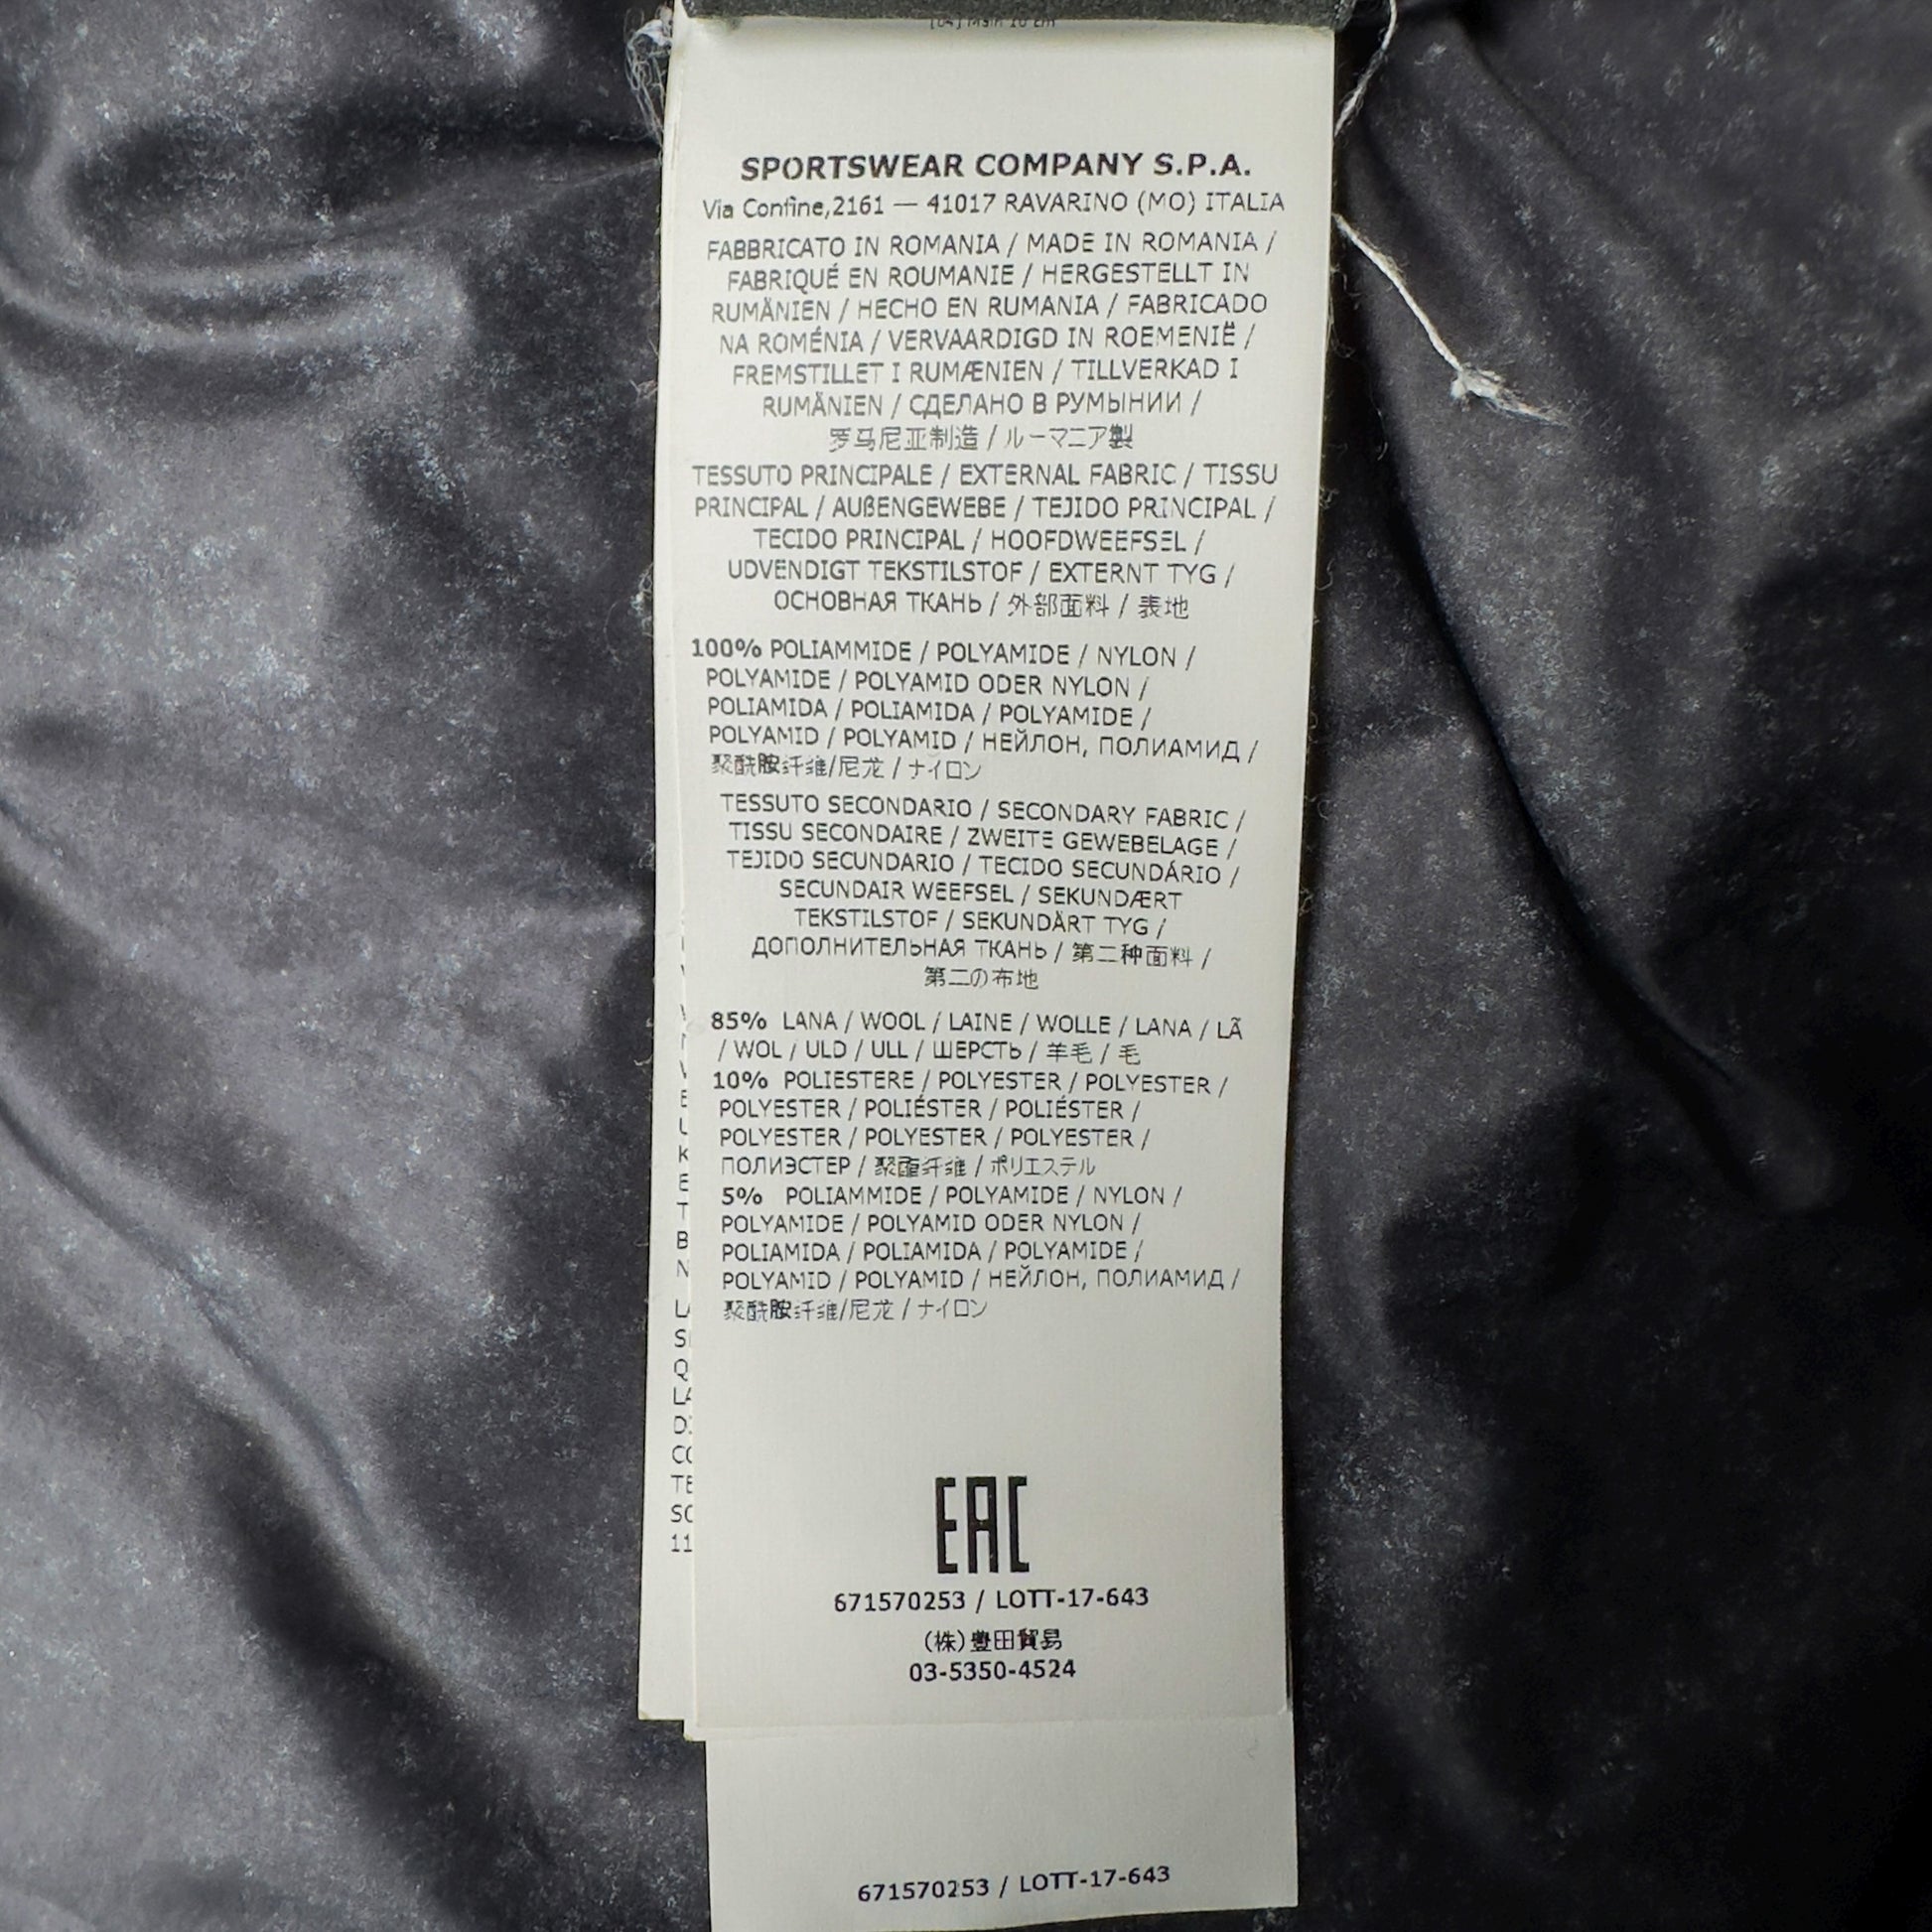 SPORTSWEAR COMPANY S.P.A.
Via Confine,2161 — 41017 RAVARINO (MO) ITALIA
FABBRICATO IN ROMANIA / MADE IN ROMANIA /
FABRIQUÉ EN ROUMANIE / HERGESTELLT IN
RUMÄNIEN / HECHO EN RUMANIA / FABRICADO
NA ROMÉNIA / VERVAARDIGD IN ROEMENIË /
FREMSTILLET I RUMÆNIEN / TILLVERKAD I
RUMÄNIEN / СДЕЛАНО В РУМЫНИИ /
罗马尼亚制造 / ルーマニア製
TESSUTO PRINCIPALE / EXTERNAL FABRIC / TISSU
PRINCIPAL / AUßENGEWEBE / TEJIDO PRINCIPAL /
TECIDO PRINCIPAL / HOOFDWEEFSEL /
UDVENDIGT TEKSTILSTOF / EXTERNT TYG /
ОСНОВНАЯ ТКАНЬ / 外部面料 / 表地
100% POLIAMMIDE / POLYAMIDE / NYLON /
POLYAMIDE / POLYAMID ODER NYLON /
POLIAMIDA / POLIAMIDA / POLYAMIDE /
POLYAMID / POLYAMID / НЕЙЛОН, ПОЛИАМИД /
聚酰胺纤维/尼龙 / ナイロン
TESSUTO SECONDARIO / SECONDARY FABRIC /
TISSU SECONDAIRE / ZWEITE GEWEBELAGE /
TEJIDO SECUNDARIO / TECIDO SECUNDÁRIO /
SECUNDAIR WEEFSEL / SEKUNDÆRT
TEKSTILSTOF / SEKUNDÄRT TYG /
ДОПОЛНИТЕЛЬНАЯ ТКАНЬ / 第二种面料 /
第二の布地
85% LANA / WOOL / LAINE / WOLLE / LANA / LÃ
/ WOL / ULD / ULL / ШЕРСТЬ / 羊毛 / 毛
10% POLIESTERE / POLYESTER / POLYESTER /
POLYESTER / POLIÉSTER / POLIÉSTER /
POLYESTER / POLYESTER / POLYESTER /
ПОЛИЭСТЕР / 聚酯纤维 / ポリエステル
5% POLIAMMIDE / POLYAMIDE / NYLON /
POLYAMIDE / POLYAMID ODER NYLON /
POLIAMIDA / POLIAMIDA / POLYAMIDE /
POLYAMID / POLYAMID / НЕЙЛОН, ПОЛИАМИД /
聚酰胺纤维/尼龙 / ナイロン
EAC
671570253 / LOTT-17-643
(株)豊田貿易
03-5350-4524
671570253 / LOTT-17-643